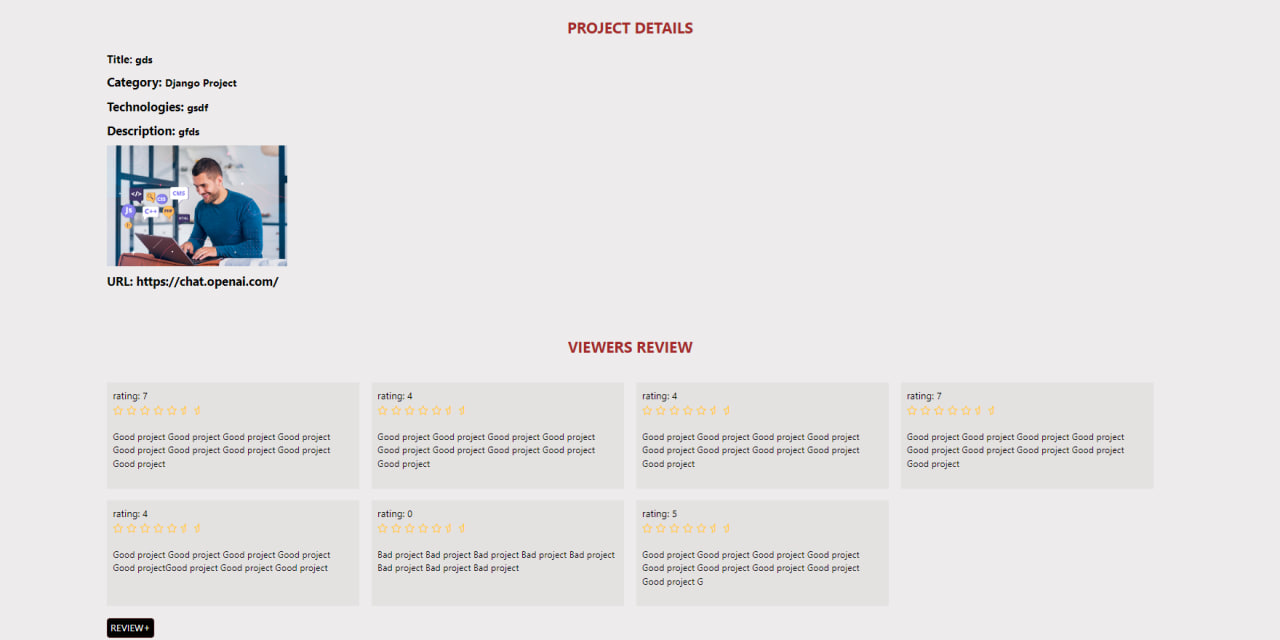 PROJECT DETAILS
Title: gds
Category: Django Project
Technologies: gsdf
Description: gfds
</>
CMS
CSS
JS
C++
PHP
HTML
URL: https://chat.openai.com/
VIEWERS REVIEW
rating: 7
Good project Good project Good project Good project
Good project Good project Good project Good project
Good project
rating: 4
Good project Good project Good project Good project
Good project Good project Good project Good project
Good project
rating: 4
Good project Good project Good project Good project
Good project Good project Good project Good project
Good project
rating: 7
Good project Good project Good project Good project
Good project Good project Good project Good project
Good project
rating: 4
Good project Good project Good project Good project
Good projectGood project Good project Good project
rating: 0
Bad project Bad project Bad project Bad project Bad project
Bad project Bad project Bad project
rating: 5
Good project Good project Good project Good project
Good project Good project Good project Good project
Good project G
REVIEW+